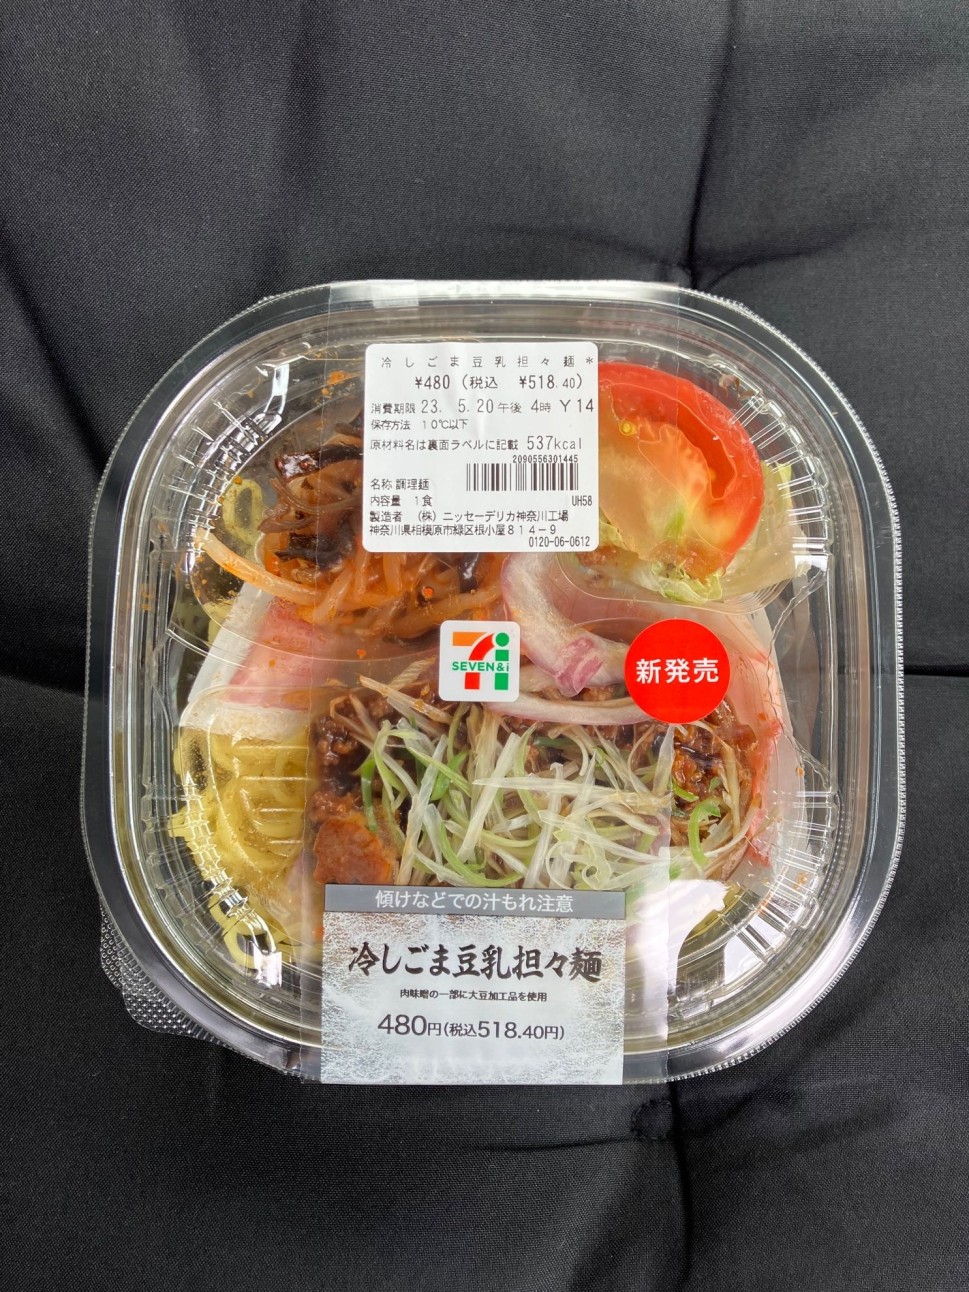 冷しごま豆乳担々麺*
¥480(税込 ¥518.40)
消費期限 23. 5.20午後 4時 Y14
保存方法 10℃以下
原材料名は裏面ラベルに記載 537kcal
2090556301445
名称 調理麺
内容量 1食 UH58
製造者 (株)ニッセーデリカ神奈川工場
神奈川県相模原市緑区根小屋814-9
0120-06-0612
7i
SEVEN&i
新発売
傾けなどでの汁もれ注意
冷しごま豆乳担々麺
肉味噌の一部に大豆加工品を使用
480円(税込518.40円)